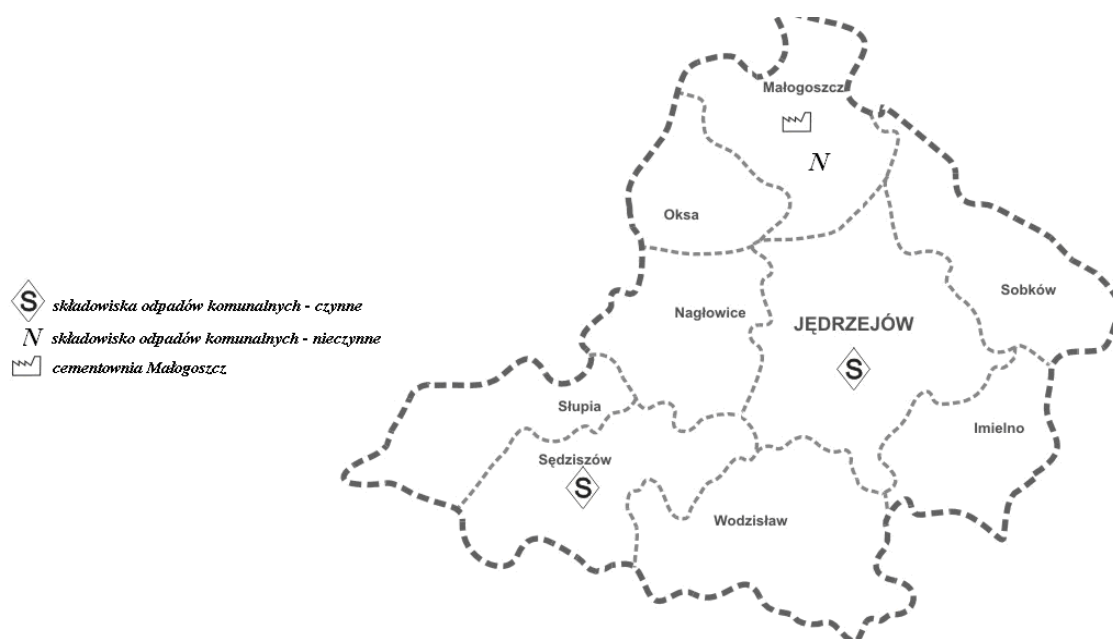 Małogoszcz
N
Oksa
Sobków
Nagłowice
JĘDRZEJÓW
S
Słupia
Imielno
Sędziszów
S
Wodzisław
S składowiska odpadów komunalnych - czynne
N składowisko odpadów komunalnych - nieczynne
cementownia Małogoszcz